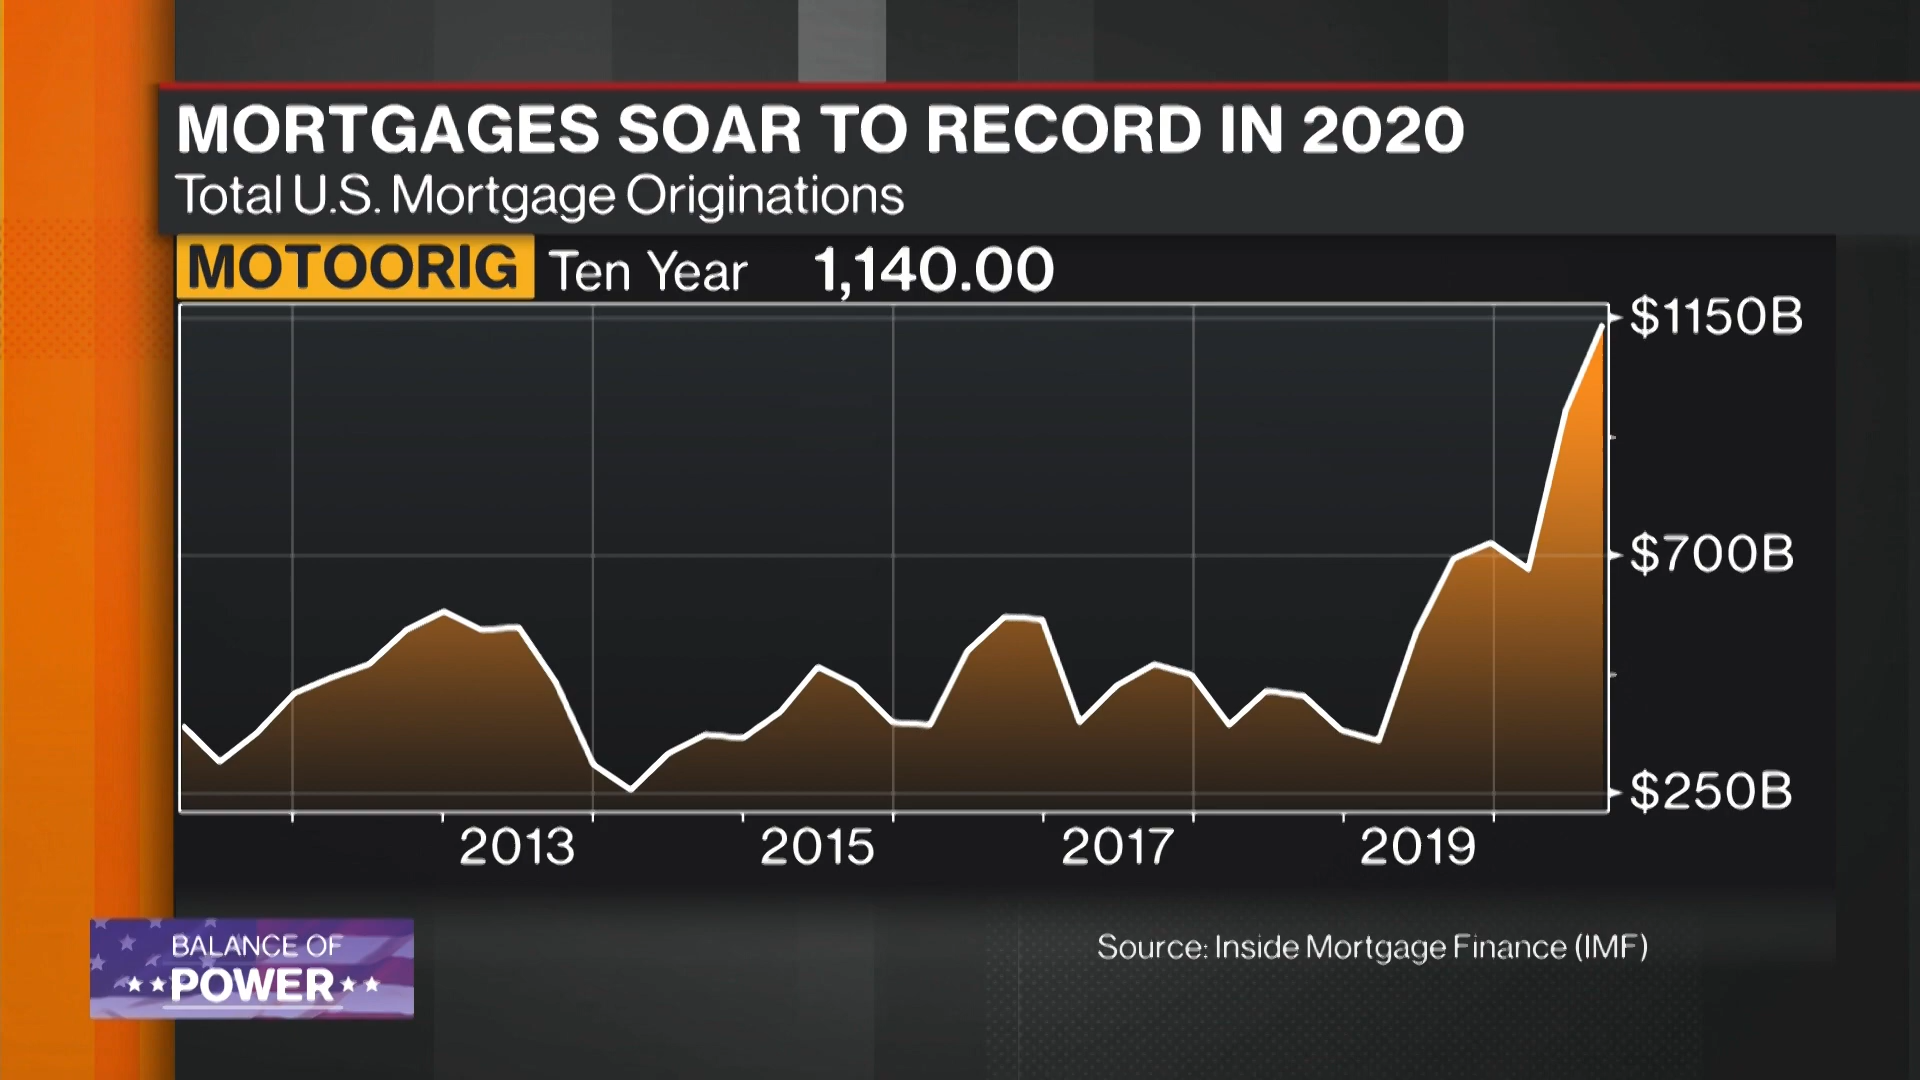 MORTGAGES SOAR TO RECORD IN 2020
Total U.S. Mortgage Originations
MOTOORIG Ten Year 1,140.00
$1150B
$700B
$250B
2013 2015 2017 2019
BALANCE OF
POWER
Source: Inside Mortgage Finance (IMF)